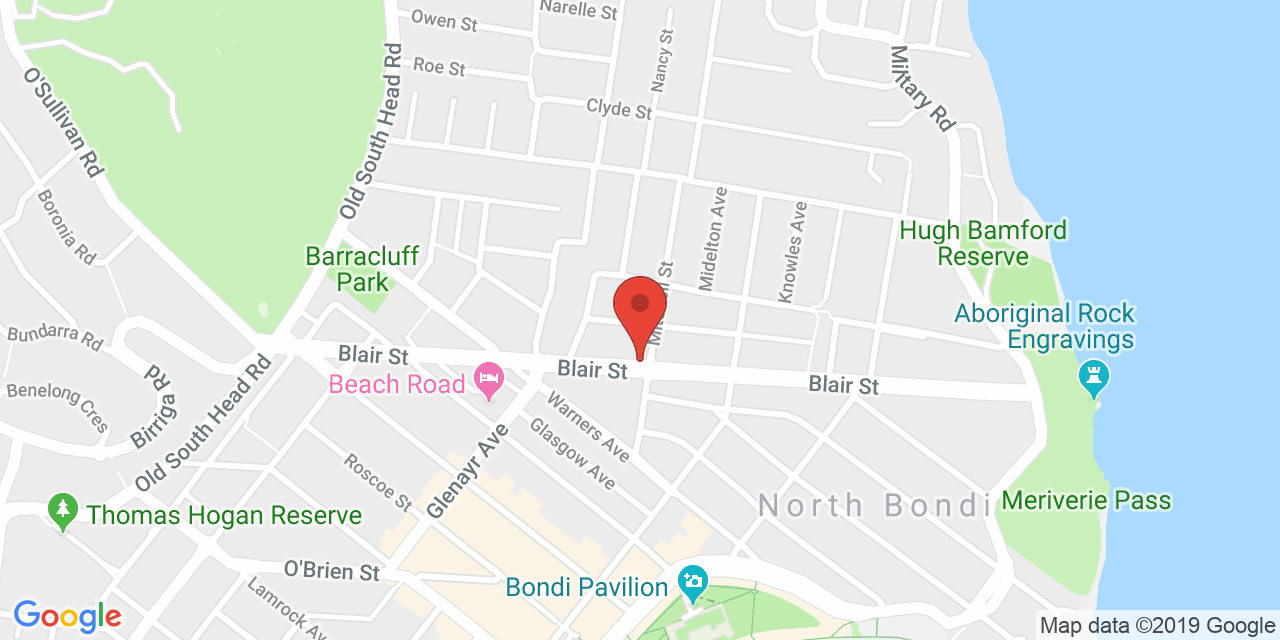 Narelle St
Owen St
Nancy St
Roe St
Clyde St
Military Rd
O'Sullivan Rd
Old South Head Rd
Boronia Rd
Barracluff
Park
Midelton Ave
Knowles Ave
Hugh Bamford
Reserve
St
Aboriginal Rock
Engravings
Bundarra Rd
Blair St
Blair St
Blair St
Beach Road
Benelong Cres
Birriga Rd
Old South Head Rd
Warners Ave
Glasgow Ave
Glenayr Ave
Roscoe St
North Bondi
Meriverie Pass
Thomas Hogan Reserve
O'Brien St
Bondi Pavilion
Lamrock Av
Google
Map data ©2019 Google